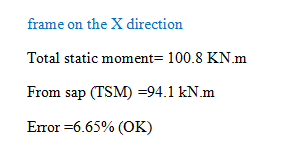 frame on the X direction
Total static moment= 100.8 KN.m
From sap (TSM) =94.1 kN.m
Error =6.65% (OK)